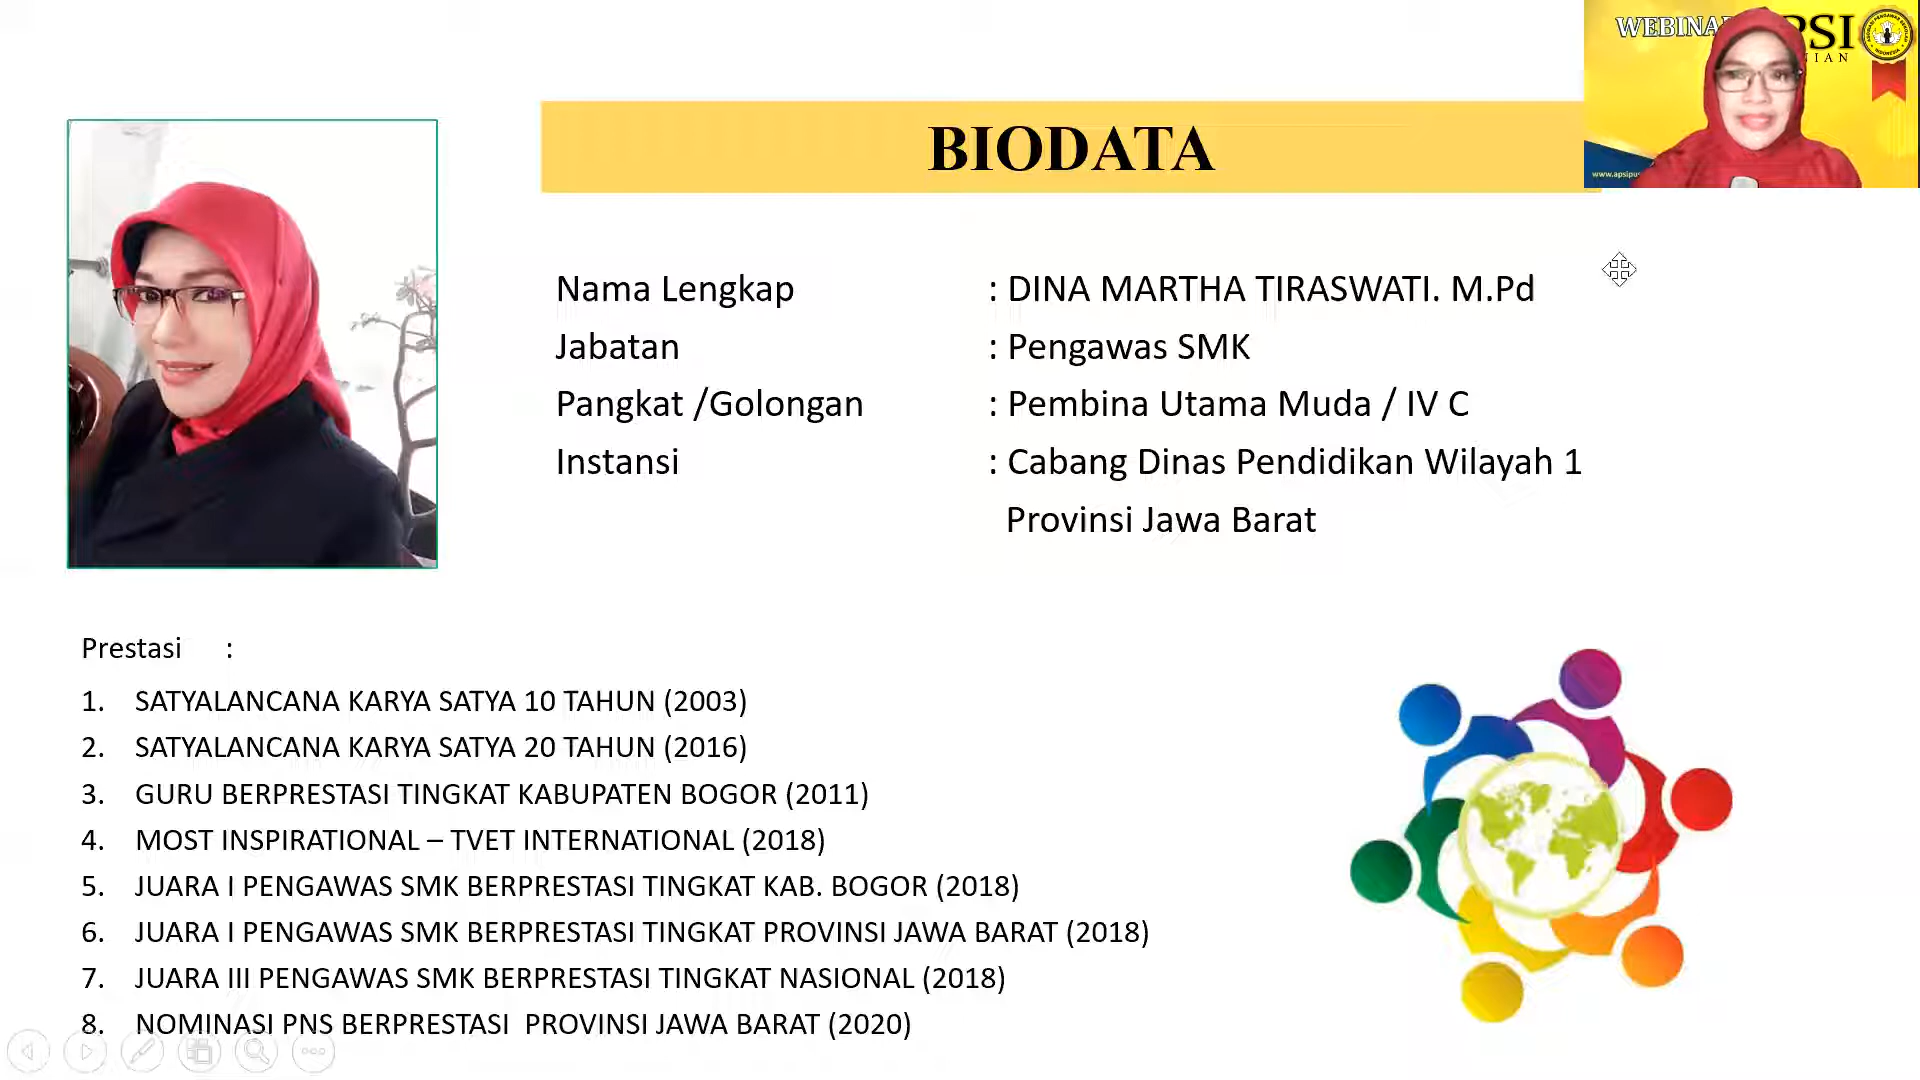 WEBINAR APSI
BIODATA
Nama Lengkap : DINA MARTHA TIRASWATI. M.Pd
Jabatan : Pengawas SMK
Pangkat /Golongan : Pembina Utama Muda / IV C
Instansi : Cabang Dinas Pendidikan Wilayah 1
Provinsi Jawa Barat
Prestasi :
1. SATYALANCANA KARYA SATYA 10 TAHUN (2003)
2. SATYALANCANA KARYA SATYA 20 TAHUN (2016)
3. GURU BERPRESTASI TINGKAT KABUPATEN BOGOR (2011)
4. MOST INSPIRATIONAL – TVET INTERNATIONAL (2018)
5. JUARA I PENGAWAS SMK BERPRESTASI TINGKAT KAB. BOGOR (2018)
6. JUARA I PENGAWAS SMK BERPRESTASI TINGKAT PROVINSI JAWA BARAT (2018)
7. JUARA III PENGAWAS SMK BERPRESTASI TINGKAT NASIONAL (2018)
8. NOMINASI PNS BERPRESTASI PROVINSI JAWA BARAT (2020)